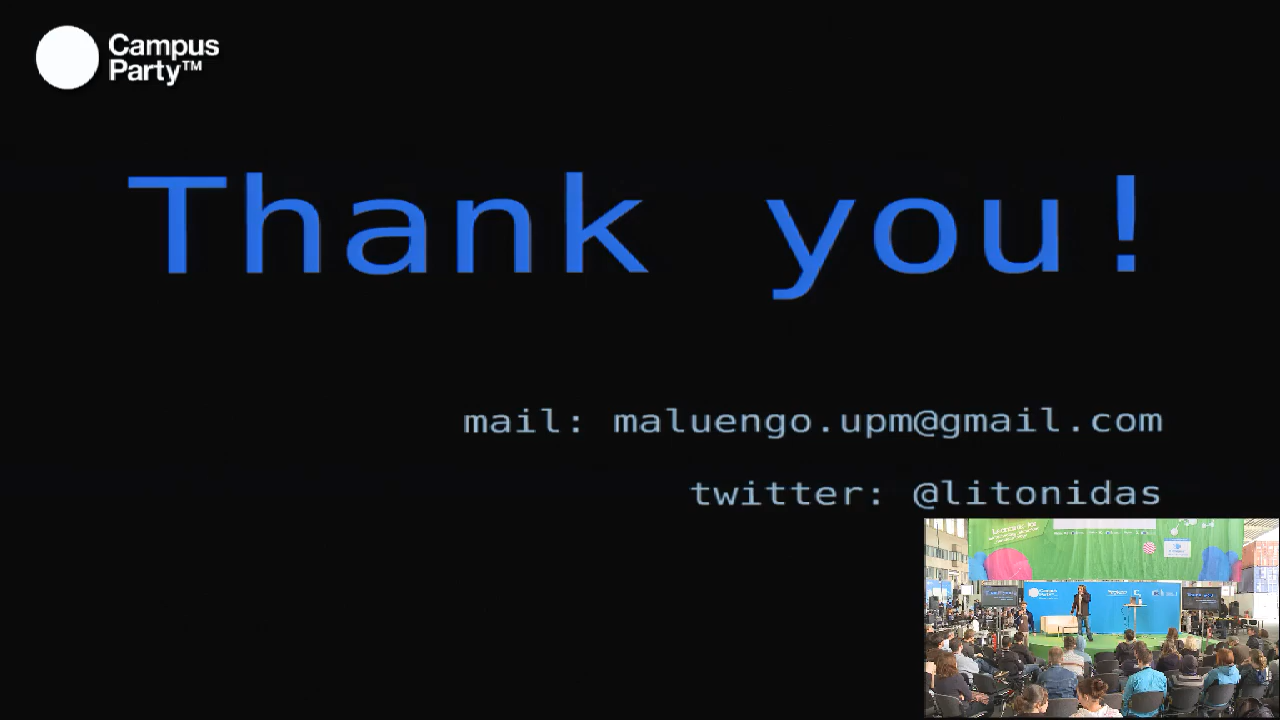 Campus
Party™
Thank you!
mail: maluengo.upm@gmail.com
twitter: @litonidas